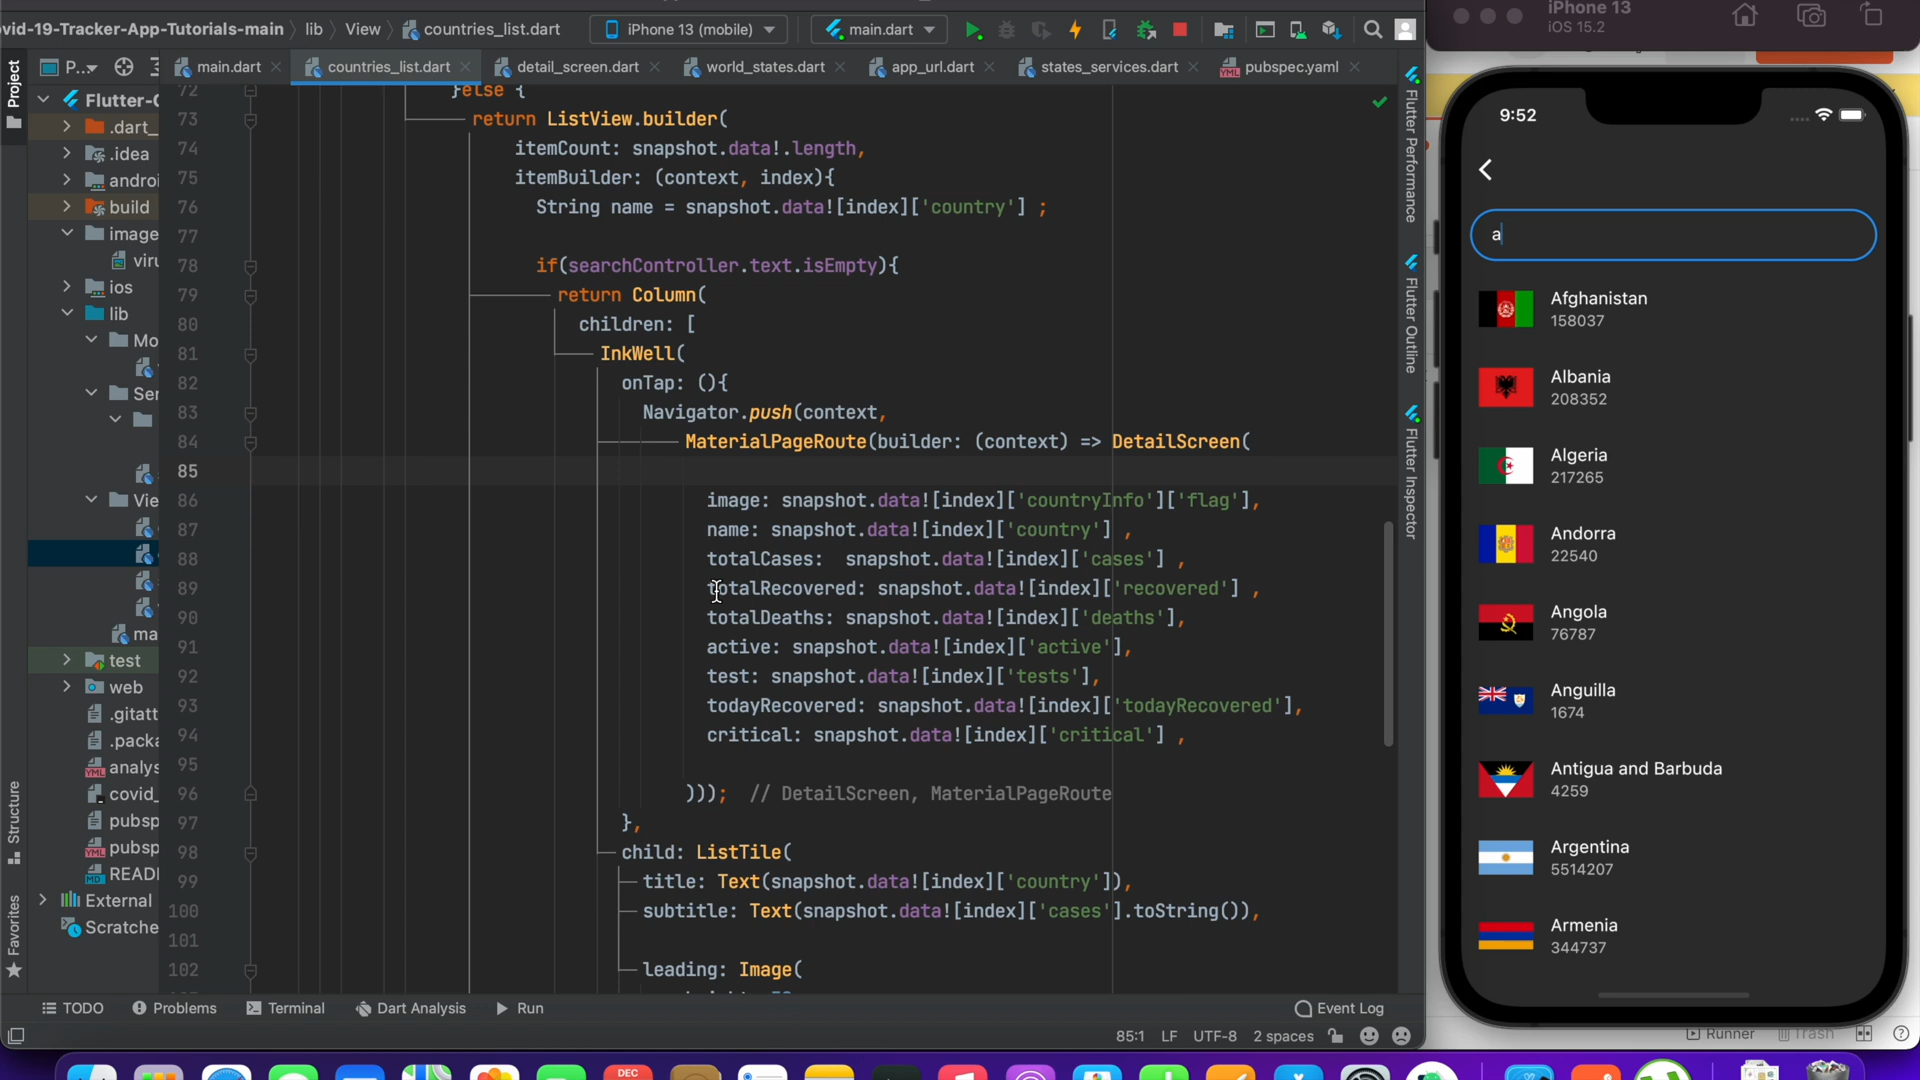 ovid-19-Tracker-App-Tutorials-main
lib
View
countries_list.dart
iPhone 13 (mobile)
main.dart
Project
P...
main.dart
countries_list.dart
detail_screen.dart
world_states.dart
app_url.dart
states_services.dart
pubspec.yaml
Flutter-C
.dart_
.idea
androi
build
image
viru
ios
lib
Mo
Ser
Vie
ma
test
web
.gitatt
.packa
analys
covid_
pubsp
pubsp
READI
External
Scratche
Structure
Favorites
72 }else {
73 return ListView.builder(
74 itemCount: snapshot.data!.length,
75 itemBuilder: (context, index){
76 String name = snapshot.data![index]['country'] ;
77
78 if(searchController.text.isEmpty){
79 return Column(
80 children: [
81 InkWell(
82 onTap: (){
83 Navigator.push(context,
84 MaterialPageRoute(builder: (context) => DetailScreen(
85
86 image: snapshot.data![index]['countryInfo']['flag'],
87 name: snapshot.data![index]['country'] ,
88 totalCases:  snapshot.data![index]['cases'] ,
89 totalRecovered: snapshot.data![index]['recovered'] ,
90 totalDeaths: snapshot.data![index]['deaths'],
91 active: snapshot.data![index]['active'],
92 test: snapshot.data![index]['tests'],
93 todayRecovered: snapshot.data![index]['todayRecovered'],
94 critical: snapshot.data![index]['critical'] ,
95
96 ))); // DetailScreen, MaterialPageRoute
97 },
98 child: ListTile(
99 title: Text(snapshot.data![index]['country']),
100 subtitle: Text(snapshot.data![index]['cases'].toString()),
101
102 leading: Image(
Flutter Performance
Flutter Outline
Flutter Inspector
TODO
Problems
Terminal
Dart Analysis
Run
Event Log
85:1
LF
UTF-8
2 spaces
iPhone 13
iOS 15.2
9:52
a
Afghanistan
158037
Albania
208352
Algeria
217265
Andorra
22540
Angola
76787
Anguilla
1674
Antigua and Barbuda
4259
Argentina
5514207
Armenia
344737
Runner
Trash
DEC